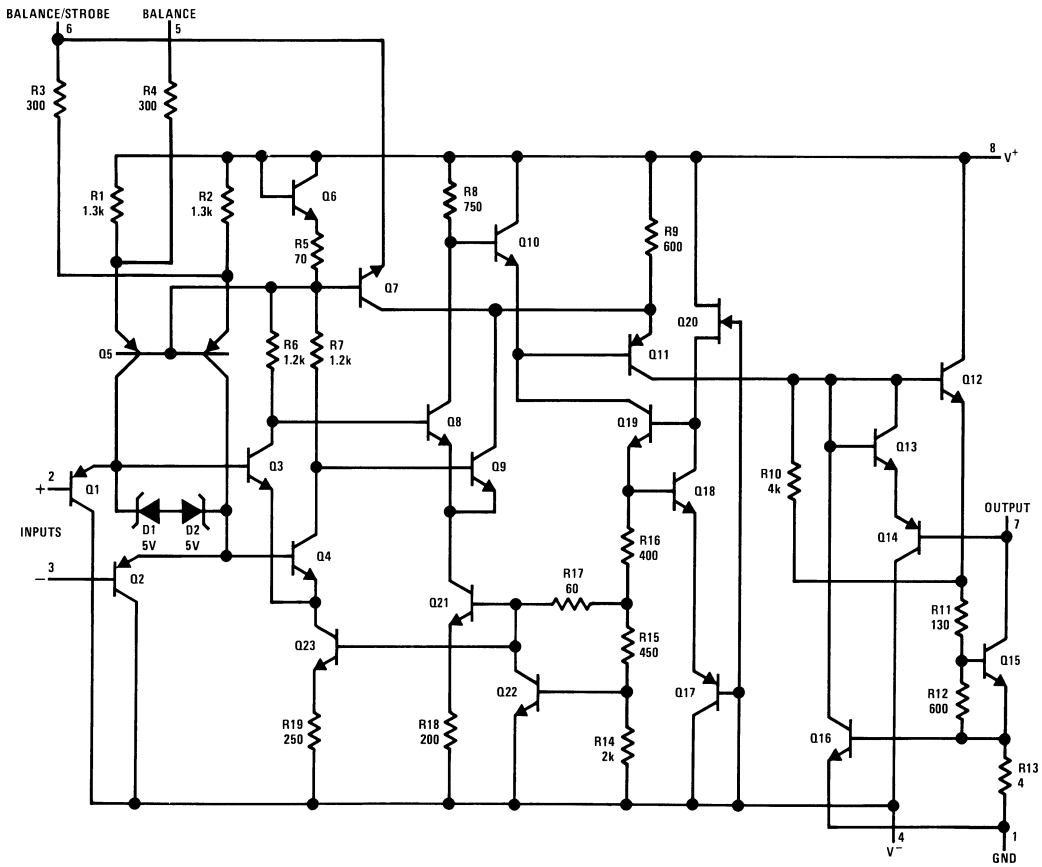 BALANCE/STROBE
6
BALANCE
5
R3
300
R4
300
8
V+
R1
1.3k
R2
1.3k
Q6
R5
70
R8
750
Q10
R9
600
Q7
Q20
Q5
R6
1.2k
R7
1.2k
Q11
Q12
Q8
Q19
Q13
Q3
Q9
Q18
R10
4k
2
+
Q1
INPUTS
D1
5V
D2
5V
OUTPUT
7
Q4
Q14
R16
400
3
−
Q2
R17
60
Q21
R11
130
Q23
R15
450
Q15
Q22
Q17
R12
600
R19
250
R18
200
R14
2k
Q16
R13
4
4
V−
1
GND